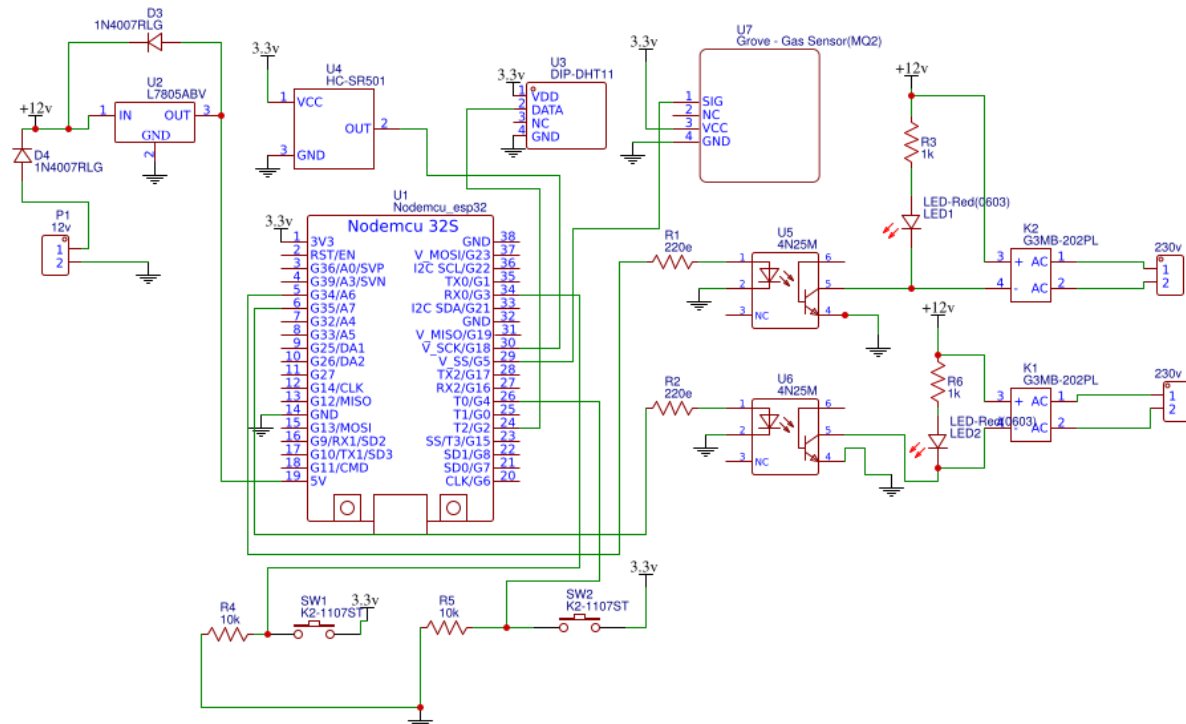 D3
1N4007RLG
U2
L7805ABV
+12v
1 IN OUT 3
GND
2
D4
1N4007RLG
P1
12v
1
2
3.3v
U4
HC-SR501
1 VCC
OUT 2
3 GND
3.3v
U3
DIP-DHT11
1 VDD
2 DATA
3 NC
4 GND
3.3v
U7
Grove - Gas Sensor(MQ2)
1 SIG
2 NC
3 VCC
4 GND
U1
Nodemcu_esp32
Nodemcu 32S
3.3v
1 3V3 GND 38
2 RST/EN V_MOSI/G23 37
3 G36/A0/SVP I2C SCL/G22 36
4 G39/A3/SVN TX0/G1 35
5 G34/A6 RX0/G3 34
6 G35/A7 I2C SDA/G21 33
7 G32/A4 GND 32
8 G33/A5 V_MISO/G19 31
9 G25/DA1 V_SCK/G18 30
10 G26/DA2 V_SS/G5 29
11 G27 TX2/G17 28
12 G14/CLK RX2/G16 27
13 G12/MISO T0/G4 26
14 GND T1/G0 25
15 G13/MOSI T2/G2 24
16 G9/RX1/SD2 SS/T3/G15 23
17 G10/TX1/SD3 SD1/G8 22
18 G11/CMD SD0/G7 21
19 5V CLK/G6 20
R1
220e
U5
4N25M
1
2
3 NC
6
5
4
+12v
R3
1k
LED-Red(0603)
LED1
K2
G3MB-202PL
3 + AC 1
4 - AC 2
230v
1
2
R2
220e
U6
4N25M
1
2
3 NC
6
5
4
+12v
R6
1k
LED-Red(0603)
LED2
K1
G3MB-202PL
3 + AC 1
4 - AC 2
230v
1
2
R4
10k
SW1
K2-1107ST
3.3v
R5
10k
SW2
K2-1107ST
3.3v